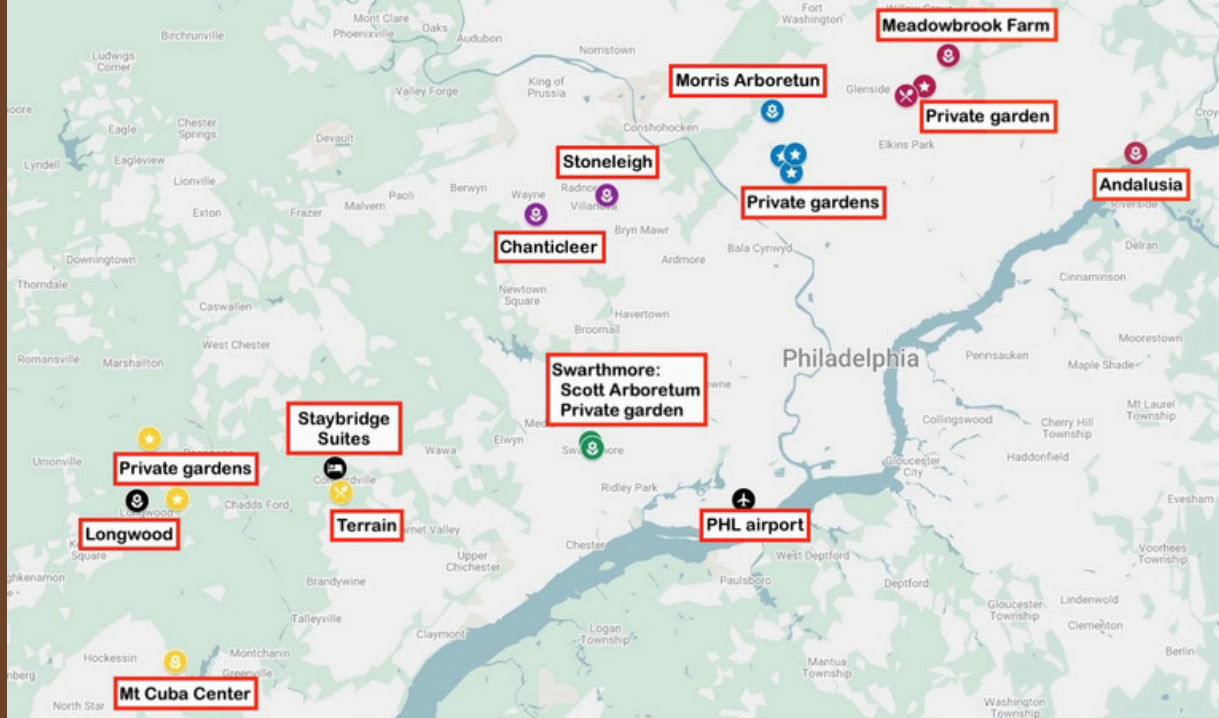 Mont Clare
Oaks
Phoenixville
Audubon
Birchrunville
Fort
Washington
Meadowbrook Farm
Ludwigs
Corner
Norristown
King of
Prussia
Valley Forge
Morris Arboretun
Glenside
Private garden
Chester
Springs
Eagle
Conshohocken
Elkins Park
Devault
Lyndell
Eagleview
Stoneleigh
Andalusia
Lionville
Berwyn
Wayne
Radnor
Paoli
Malvern
Private gardens
Riverside
Exton
Frazer
Chanticleer
Bryn Mawr
Delran
Bala Cynwyd
Ardmore
Downingtown
Cinnaminson
Thorndale
Newtown
Square
Caswallen
Havertown
Broomall
Moorestown
West Chester
Romansville
Marshallton
Philadelphia
Pennsauken
Maple Shade
Swarthmore:
Scott Arboretum
Private garden
Mt Laurel
Township
Staybridge
Suites
Collingswood
Cherry Hill
Township
Elwyn
Wawa
Haddonfield
Unionville
Private gardens
Gloucester
City
Ridley Park
Chadds Ford
Evesham
Longwood
Terrain
PHL airport
Chester
Upper
Chichester
West Deptford
Voorhees
Township
Brandywine
Paulsboro
Deptford
Talleyville
Gloucester
Township
Lindenwold
Clementon
Claymont
Logan
Township
Hockessin
Montchanin
Greenville
Mantua
Township
Berlin
Mt Cuba Center
North Star
Washington
Township